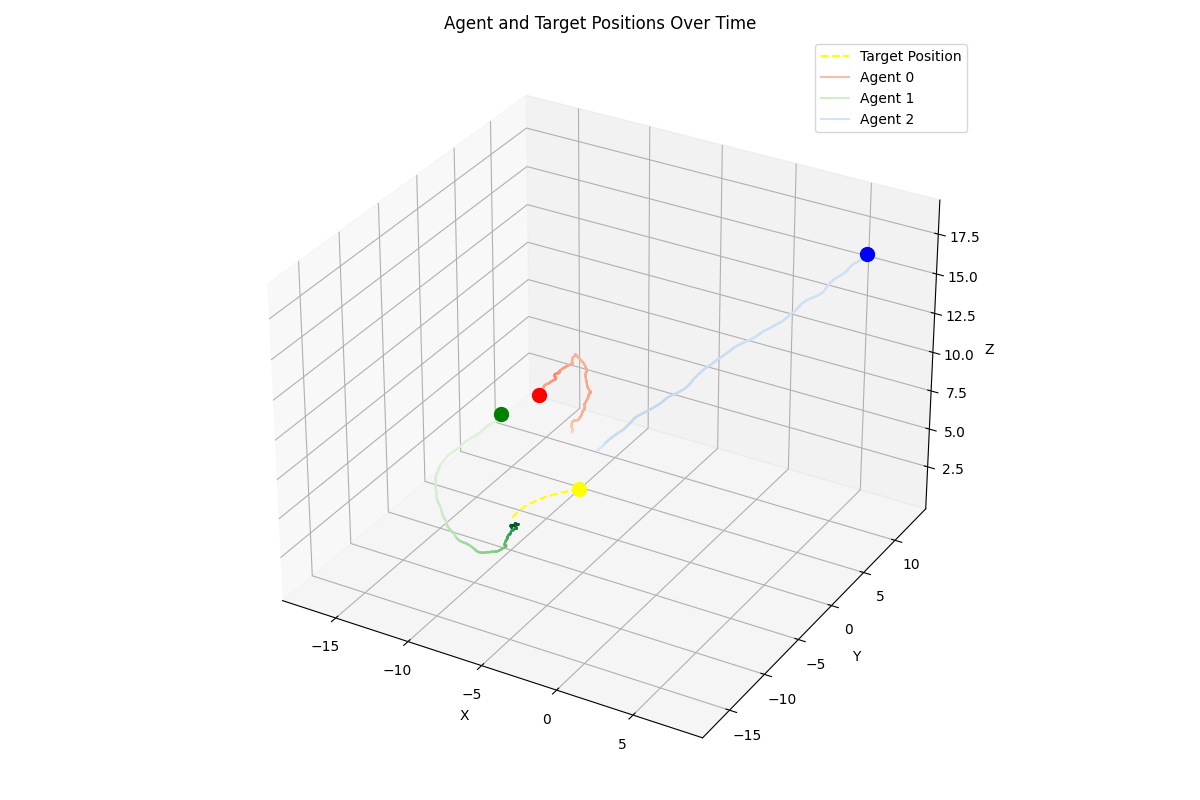 Agent and Target Positions Over Time
Target Position
Agent 0
Agent 1
Agent 2
17.5
15.0
12.5
10.0
7.5
5.0
2.5
Z
10
5
0
−5
−10
−15
Y
−15
−10
−5
0
5
X